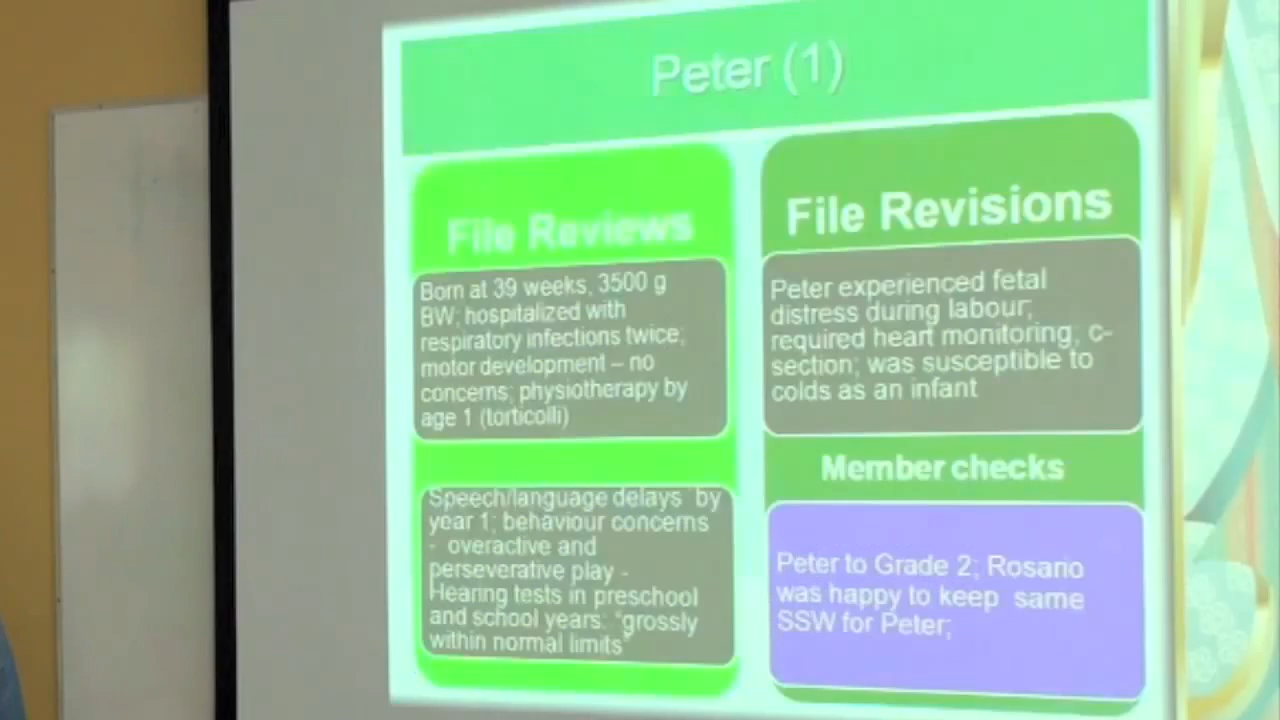 Peter (1)
File Reviews
Born at 39 weeks, 3500 g
BW; hospitalized with
respiratory infections twice;
motor development – no
concerns; physiotherapy by
age 1 (torticolli)
Speech/language delays by
year 1; behaviour concerns
- overactive and
perseverative play -
Hearing tests in preschool
and school years: "grossly
within normal limits"
File Revisions
Peter experienced fetal
distress during labour;
required heart monitoring, c-
section; was susceptible to
colds as an infant
Member checks
Peter to Grade 2; Rosario
was happy to keep same
SSW for Peter;